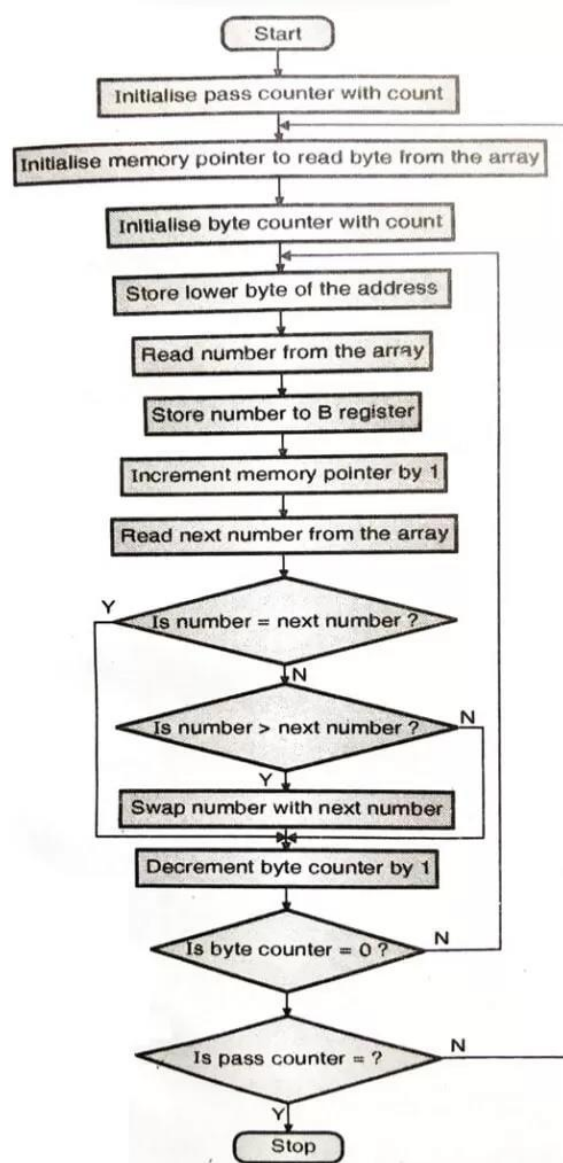 Start
Initialise pass counter with count
Initialise memory pointer to read byte from the array
Initialise byte counter with count
Store lower byte of the address
Read number from the array
Store number to B register
Increment memory pointer by 1
Read next number from the array
Y
Is number = next number ?
N
Is number > next number ?
N
Y
Swap number with next number
Decrement byte counter by 1
Is byte counter = 0 ?
N
Is pass counter = ?
N
Y
Stop